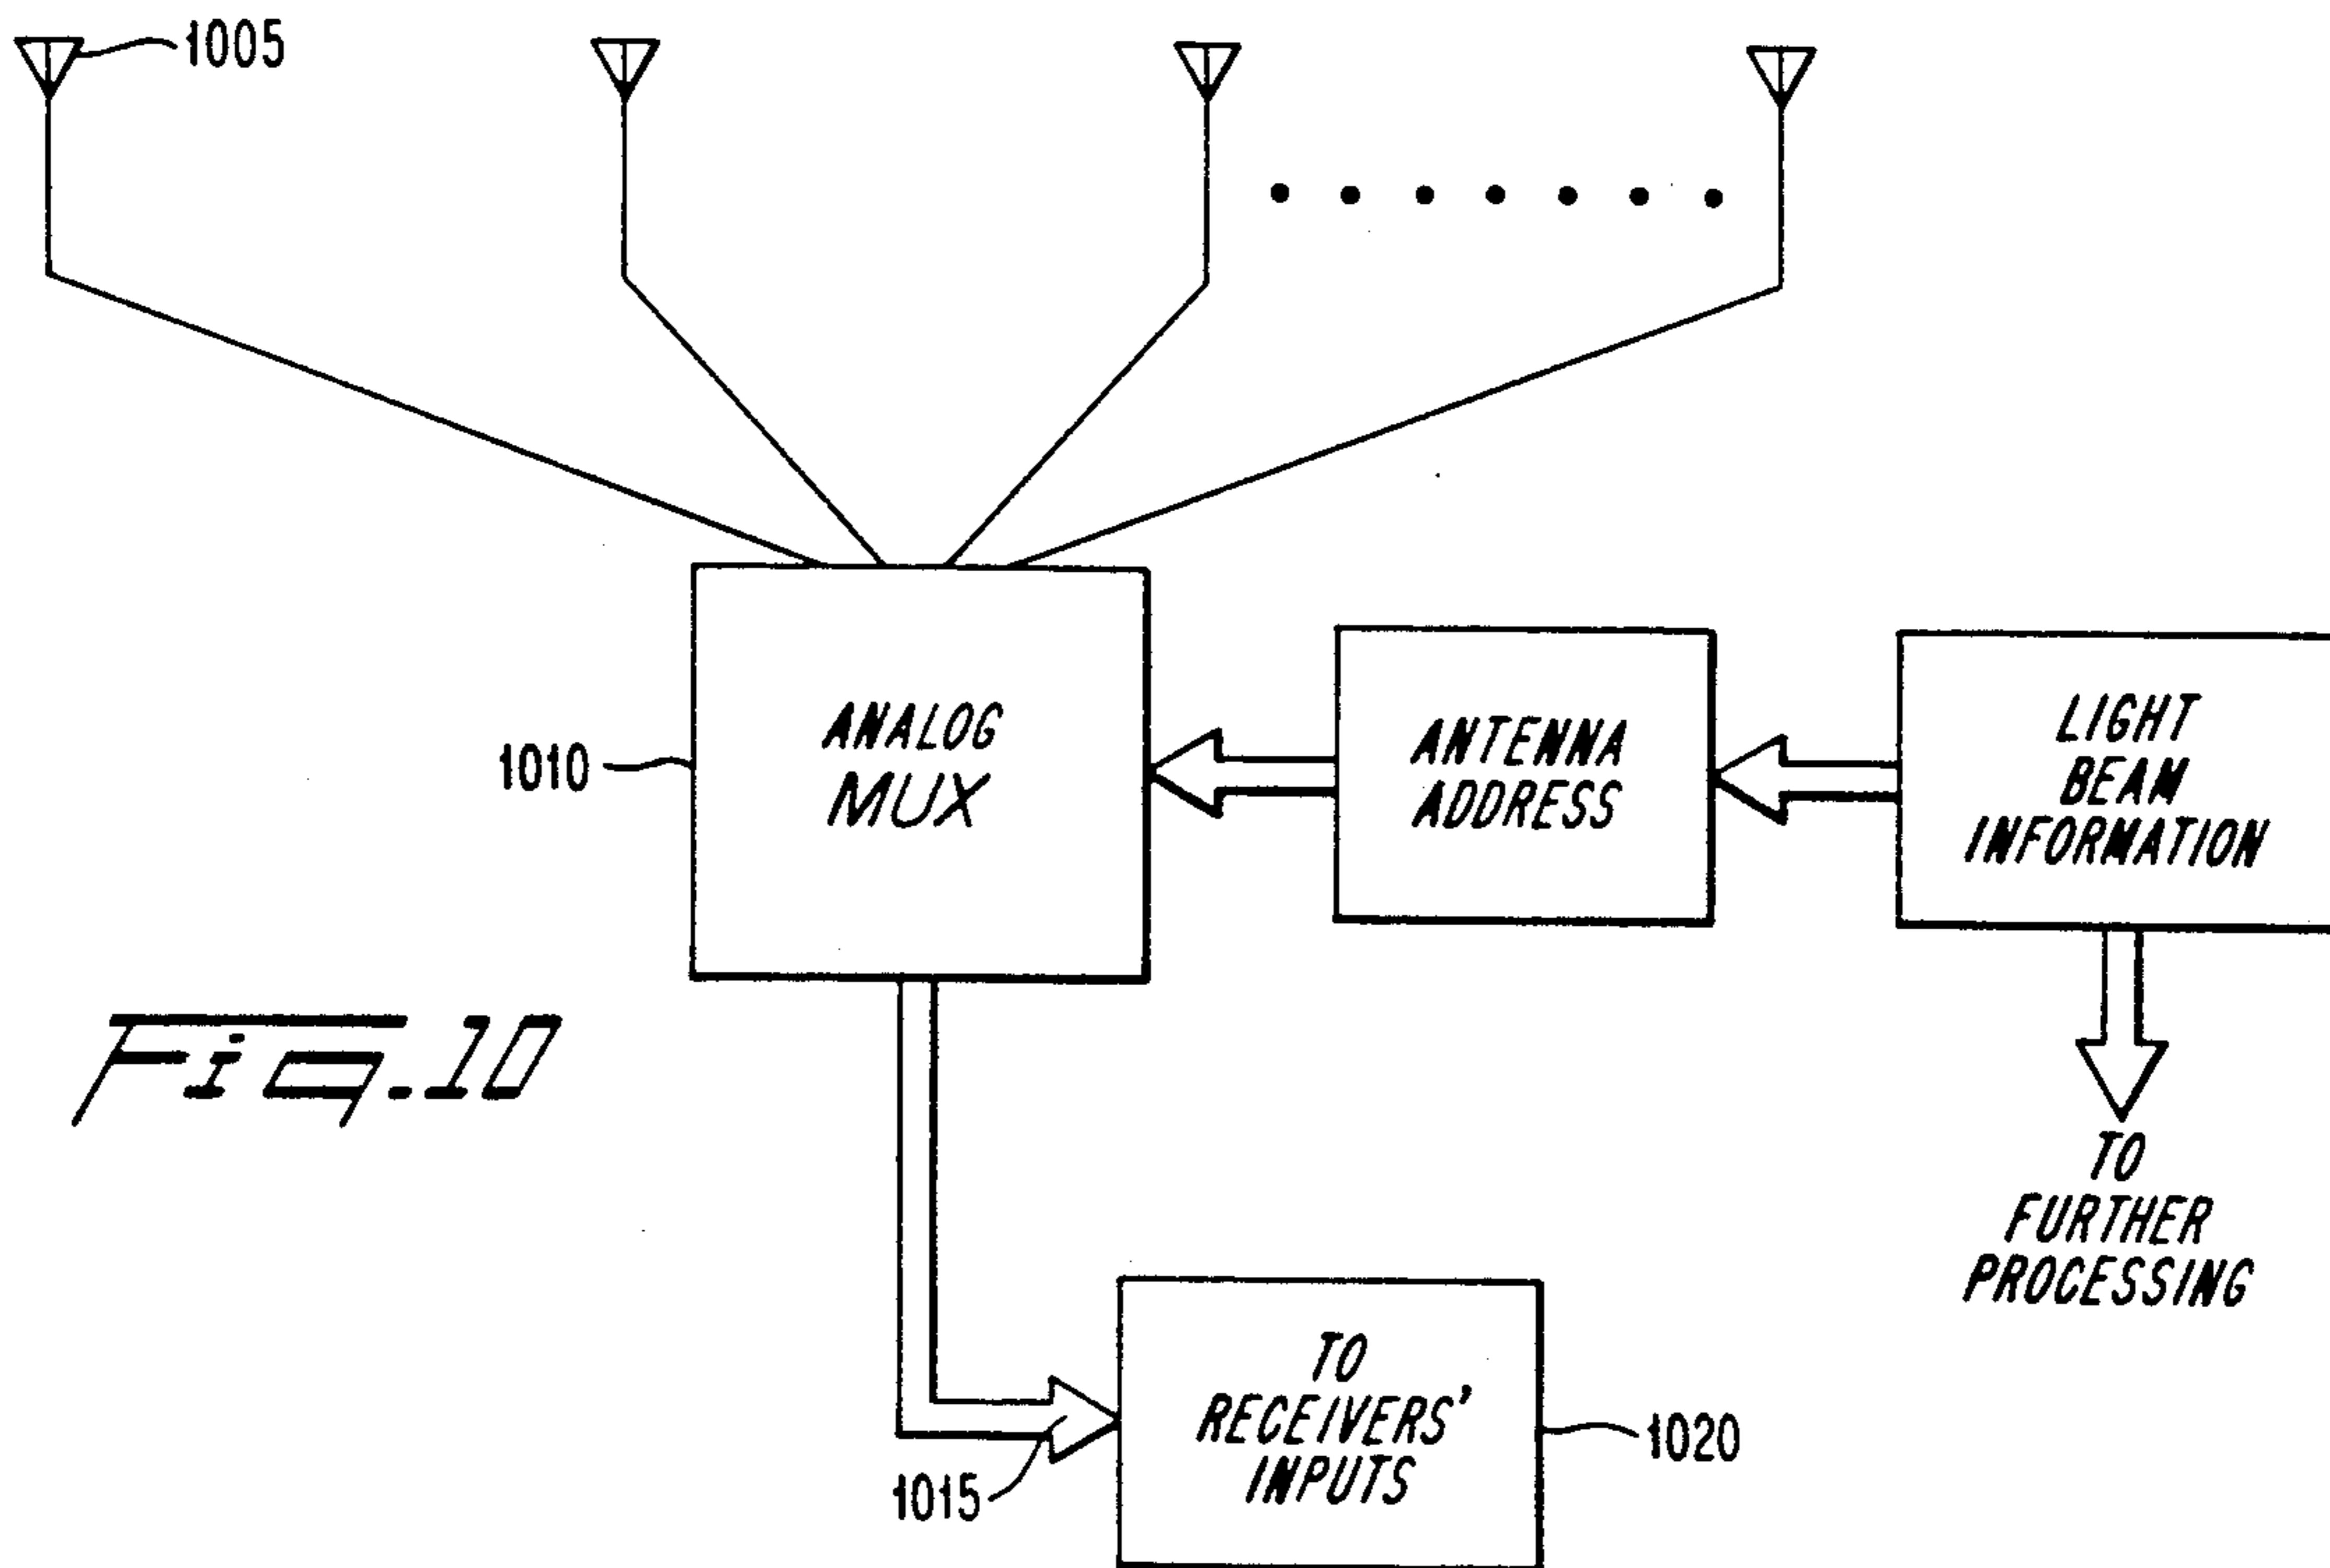 1005
ANALOG
MUX
1010
ANTENNA
ADDRESS
LIGHT
BEAM
INFORMATION
Fig. 10
TO
FURTHER
PROCESSING
TO
RECEIVERS'
INPUTS
1015
1020